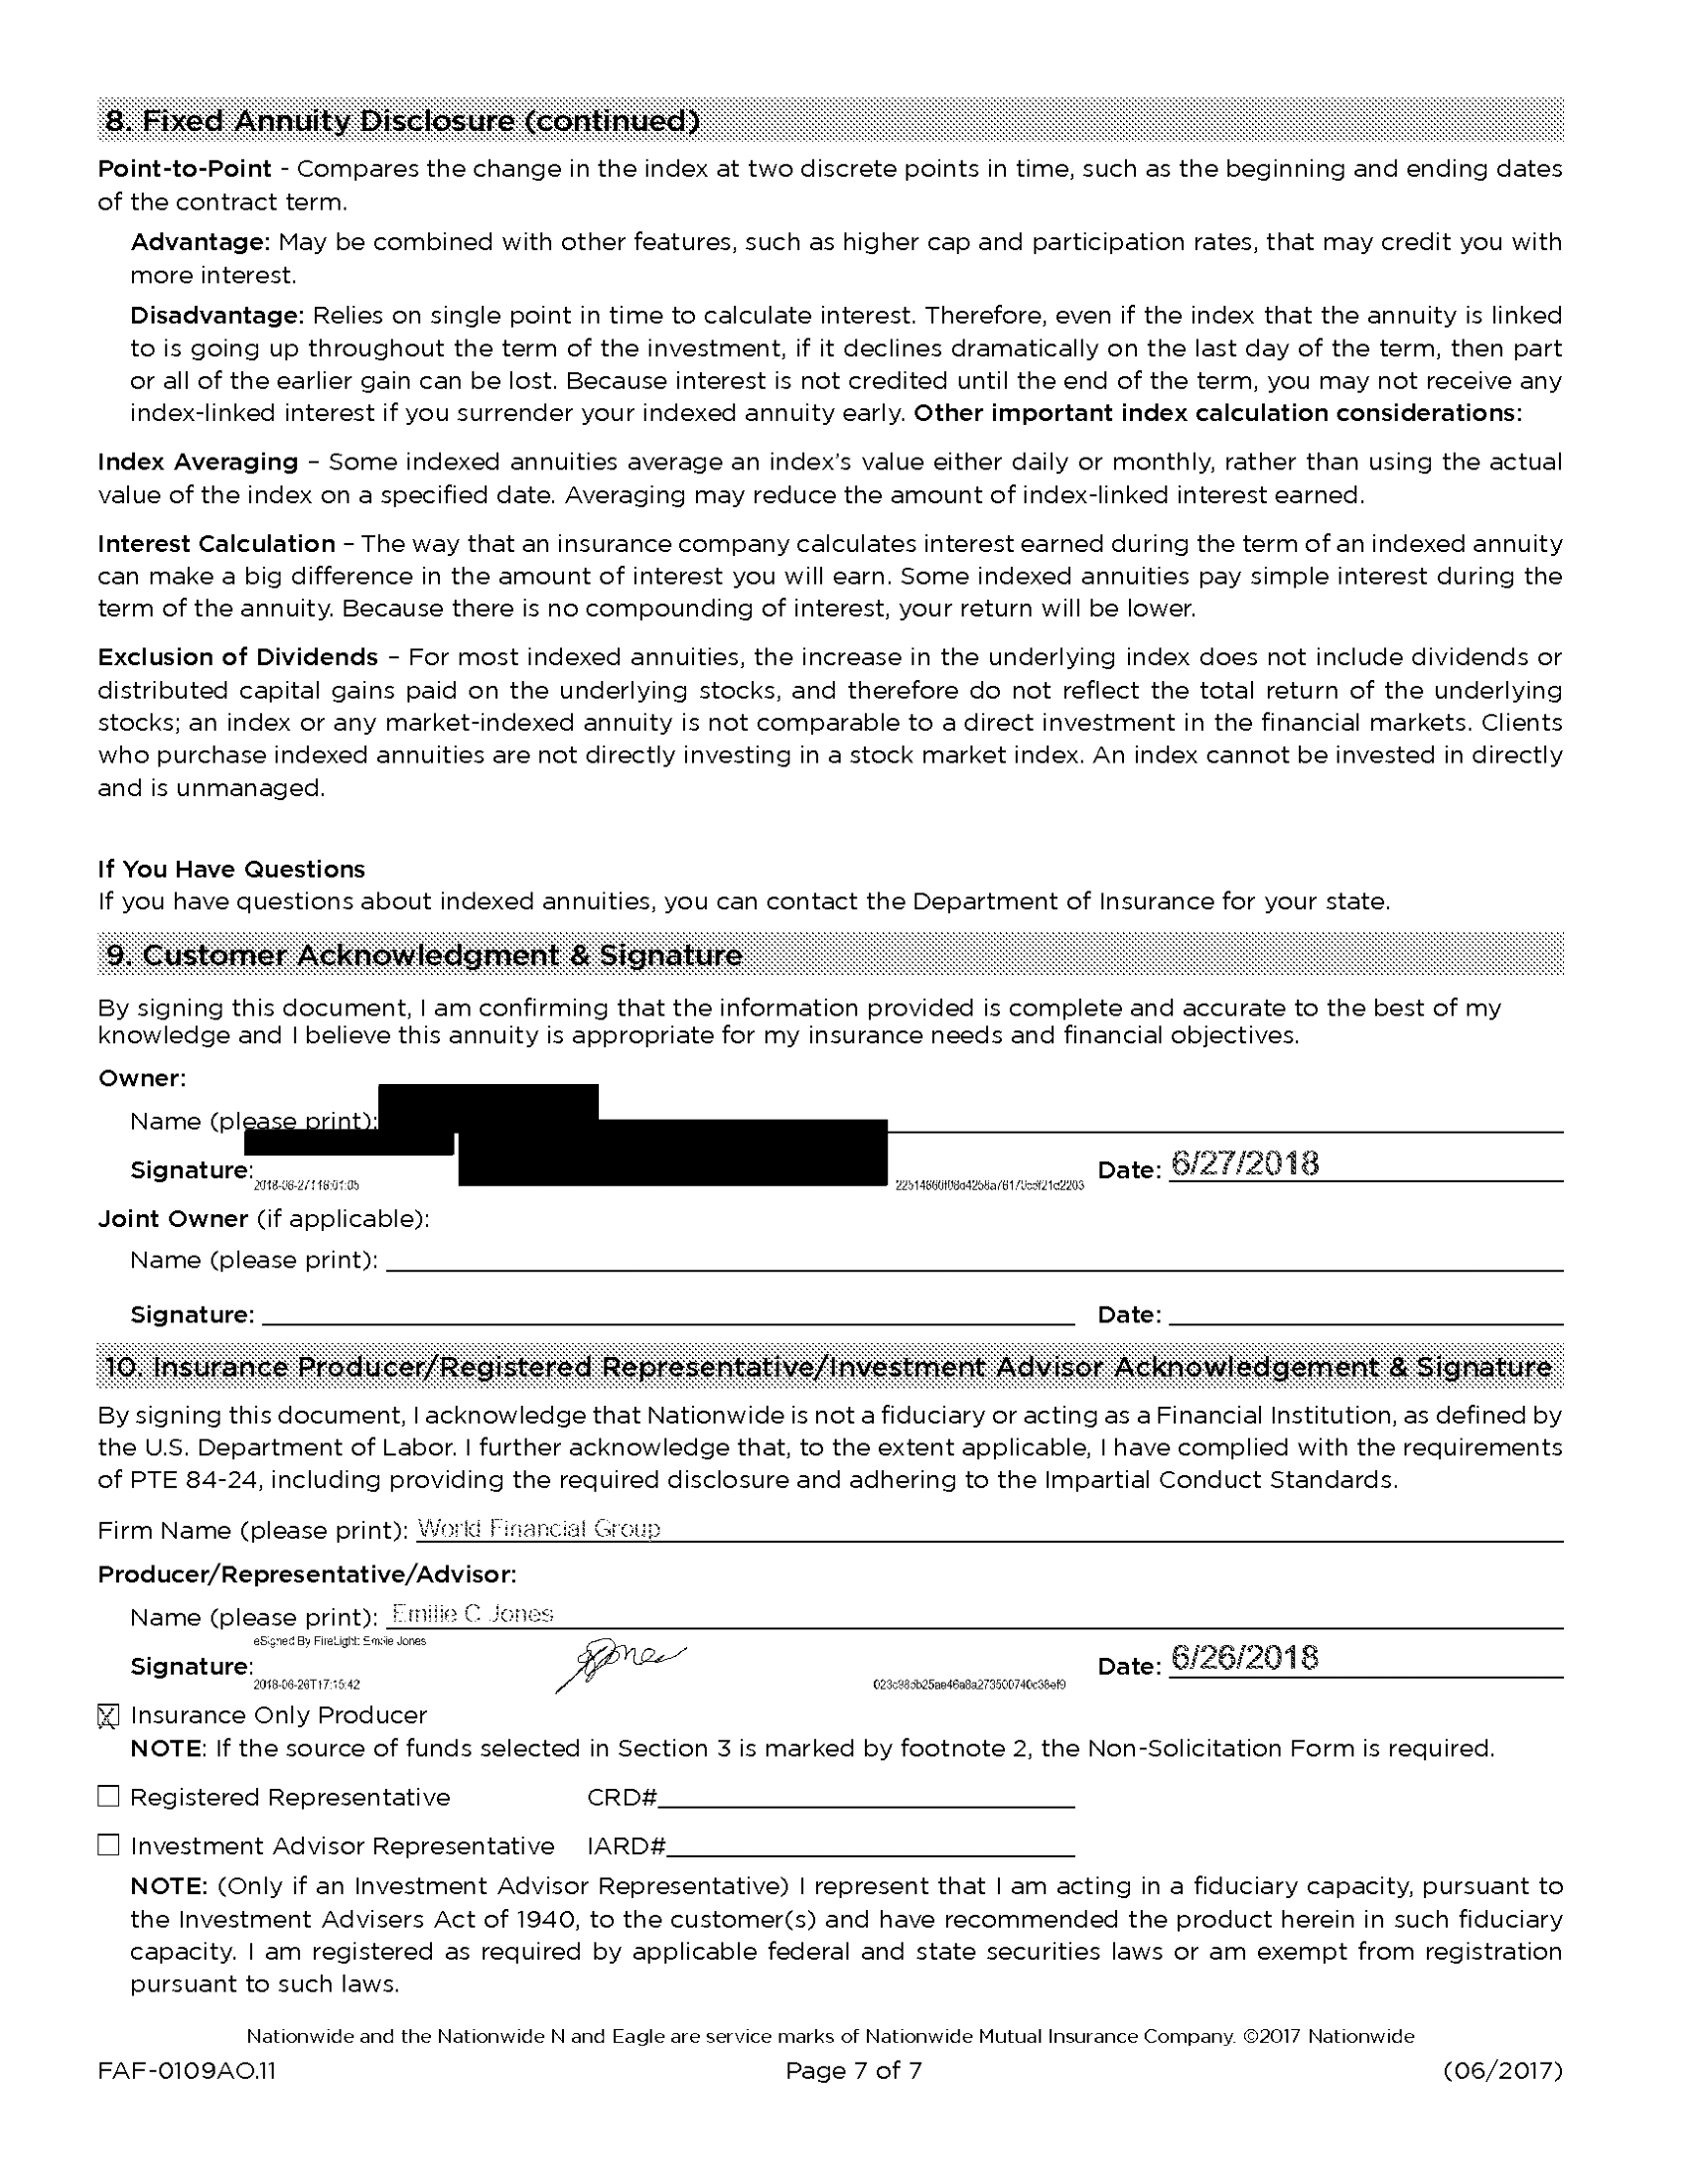 8. Fixed Annuity Disclosure (continued)
Point-to-Point - Compares the change in the index at two discrete points in time, such as the beginning and ending dates
of the contract term.
Advantage: May be combined with other features, such as higher cap and participation rates, that may credit you with
more interest.
Disadvantage: Relies on single point in time to calculate interest. Therefore, even if the index that the annuity is linked
to is going up throughout the term of the investment, if it declines dramatically on the last day of the term, then part
or all of the earlier gain can be lost. Because interest is not credited until the end of the term, you may not receive any
index-linked interest if you surrender your indexed annuity early. Other important index calculation considerations:
Index Averaging – Some indexed annuities average an index's value either daily or monthly, rather than using the actual
value of the index on a specified date. Averaging may reduce the amount of index-linked interest earned.
Interest Calculation – The way that an insurance company calculates interest earned during the term of an indexed annuity
can make a big difference in the amount of interest you will earn. Some indexed annuities pay simple interest during the
term of the annuity. Because there is no compounding of interest, your return will be lower.
Exclusion of Dividends – For most indexed annuities, the increase in the underlying index does not include dividends or
distributed capital gains paid on the underlying stocks, and therefore do not reflect the total return of the underlying
stocks; an index or any market-indexed annuity is not comparable to a direct investment in the financial markets. Clients
who purchase indexed annuities are not directly investing in a stock market index. An index cannot be invested in directly
and is unmanaged.
If You Have Questions
If you have questions about indexed annuities, you can contact the Department of Insurance for your state.
9. Customer Acknowledgment & Signature
By signing this document, I am confirming that the information provided is complete and accurate to the best of my
knowledge and I believe this annuity is appropriate for my insurance needs and financial objectives.
Owner:
Name (please print):
Signature: Date: 6/27/2018
Joint Owner (if applicable):
Name (please print):
Signature: Date:
10. Insurance Producer/Registered Representative/Investment Advisor Acknowledgement & Signature
By signing this document, I acknowledge that Nationwide is not a fiduciary or acting as a Financial Institution, as defined by
the U.S. Department of Labor. I further acknowledge that, to the extent applicable, I have complied with the requirements
of PTE 84-24, including providing the required disclosure and adhering to the Impartial Conduct Standards.
Firm Name (please print): World Financial Group
Producer/Representative/Advisor:
Name (please print): Emilie C Jones
eSigned By FireLight: Emilie Jones
Signature: Jones Date: 6/26/2018
2018-06-26T17:15:42
X Insurance Only Producer
NOTE: If the source of funds selected in Section 3 is marked by footnote 2, the Non-Solicitation Form is required.
Registered Representative CRD#
Investment Advisor Representative IARD#
NOTE: (Only if an Investment Advisor Representative) I represent that I am acting in a fiduciary capacity, pursuant to
the Investment Advisers Act of 1940, to the customer(s) and have recommended the product herein in such fiduciary
capacity. I am registered as required by applicable federal and state securities laws or am exempt from registration
pursuant to such laws.
Nationwide and the Nationwide N and Eagle are service marks of Nationwide Mutual Insurance Company. ©2017 Nationwide
FAF-0109AO.11 Page 7 of 7 (06/2017)